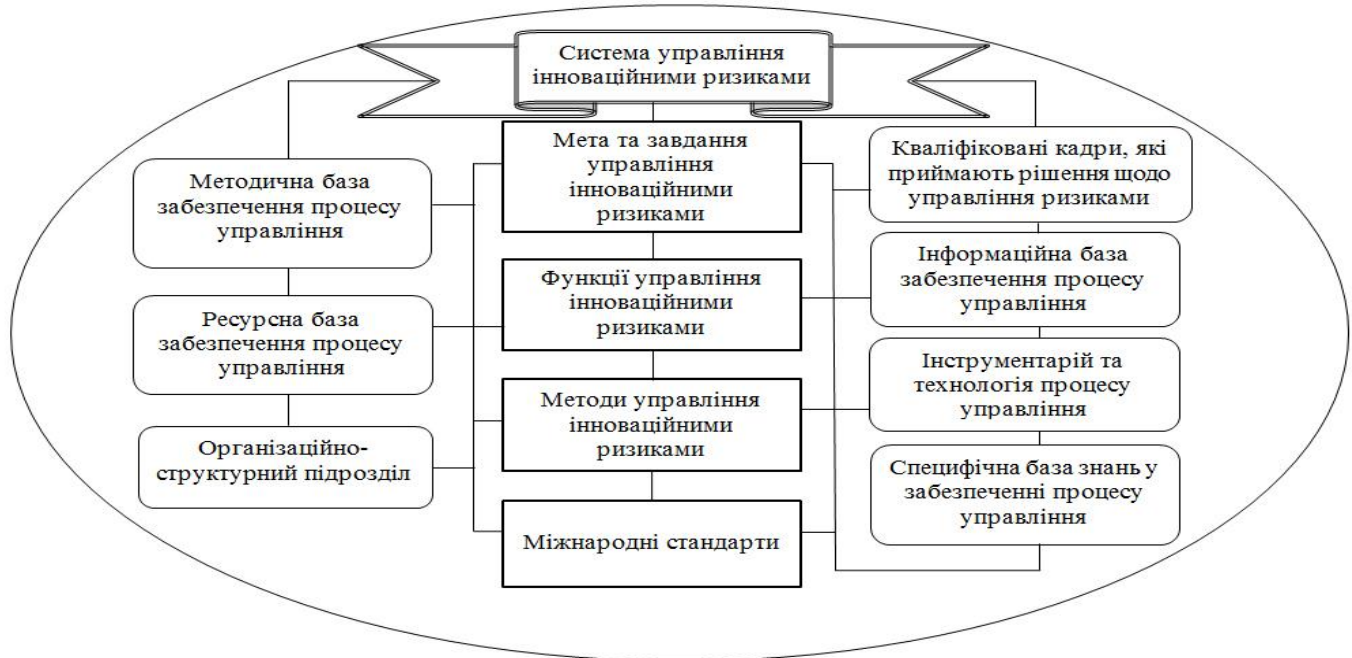 Система управління
інноваційними ризиками
Методична база
забезпечення процесу
управління
Ресурсна база
забезпечення процесу
управління
Організаційно-
структурний підрозділ
Мета та завдання
управління
інноваційними
ризиками
Функції управління
інноваційними
ризиками
Методи управління
інноваційними
ризиками
Міжнародні стандарти
Кваліфіковані кадри, які
приймають рішення щодо
управління ризиками
Інформаційна база
забезпечення процесу
управління
Інструментарій та
технологія процесу
управління
Специфічна база знань у
забезпеченні процесу
управління